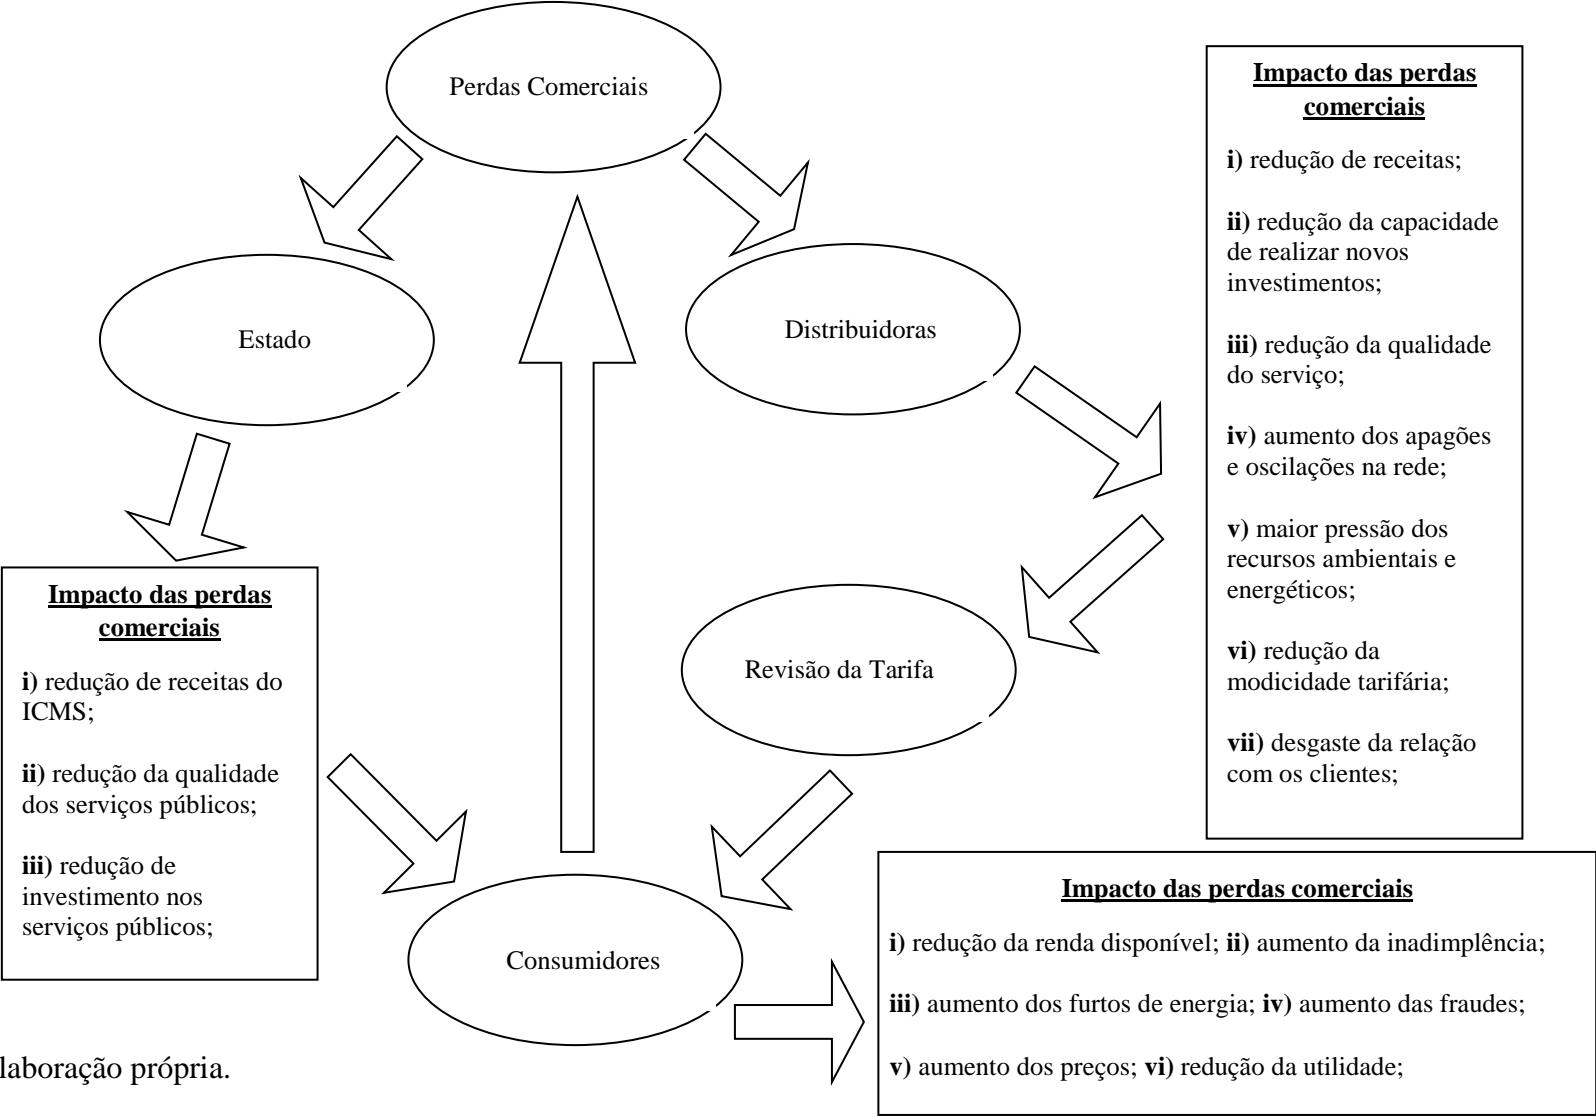 Perdas Comerciais
Estado
Distribuidoras
Impacto das perdas
comerciais
i) redução de receitas;
ii) redução da capacidade
de realizar novos
investimentos;
iii) redução da qualidade
do serviço;
iv) aumento dos apagões
e oscilações na rede;
v) maior pressão dos
recursos ambientais e
energéticos;
vi) redução da
modicidade tarifária;
vii) desgaste da relação
com os clientes;
Impacto das perdas
comerciais
i) redução de receitas do
ICMS;
ii) redução da qualidade
dos serviços públicos;
iii) redução de
investimento nos
serviços públicos;
Revisão da Tarifa
Consumidores
Impacto das perdas comerciais
i) redução da renda disponível; ii) aumento da inadimplência;
iii) aumento dos furtos de energia; iv) aumento das fraudes;
v) aumento dos preços; vi) redução da utilidade;
laboração própria.